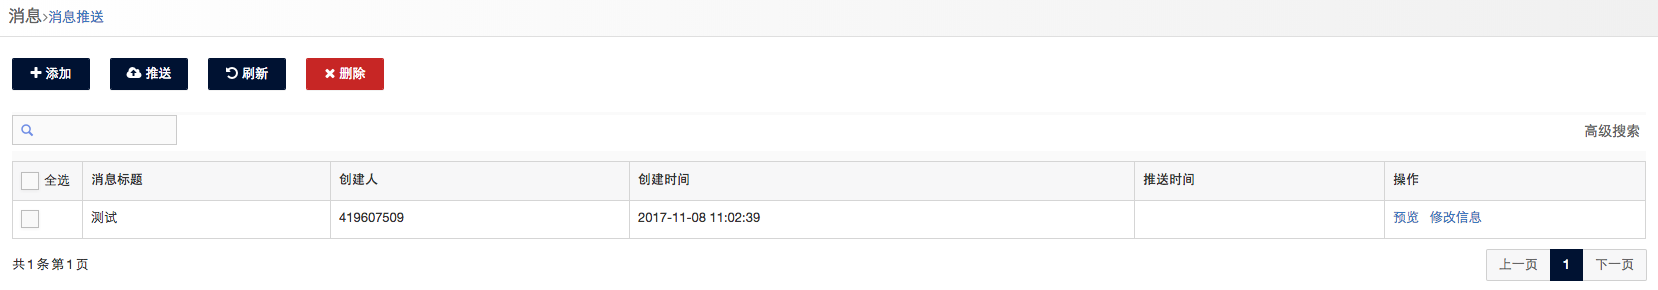 消息>消息推送
添加 推送 刷新 删除
高级搜索
全选 消息标题 创建人 创建时间 推送时间 操作
测试 419607509 2017-11-08 11:02:39 预览 修改信息
共1条第1页 上一页 1 下一页